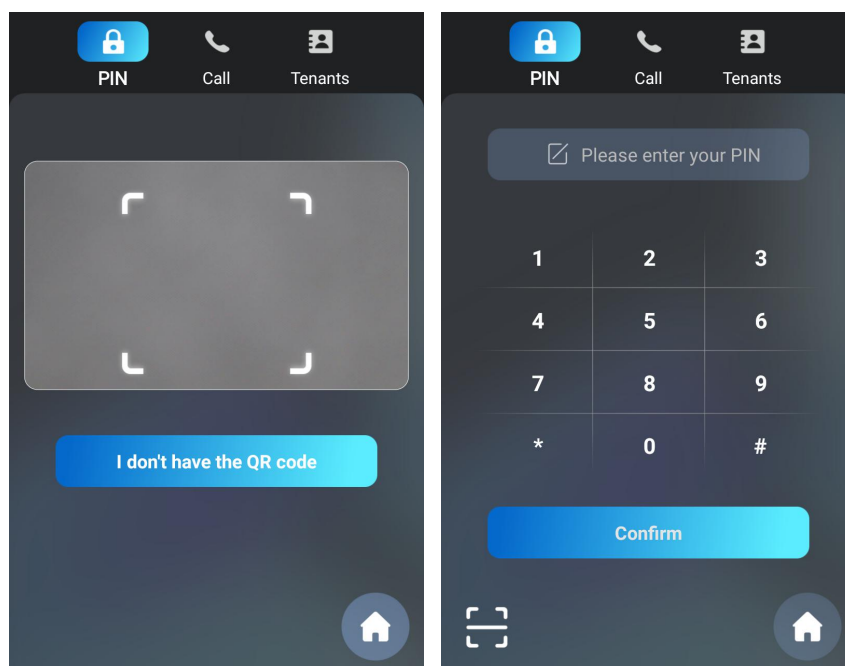 PIN Call Tenants
I don't have the QR code
PIN Call Tenants
Please enter your PIN
1 2 3
4 5 6
7 8 9
* 0 #
Confirm